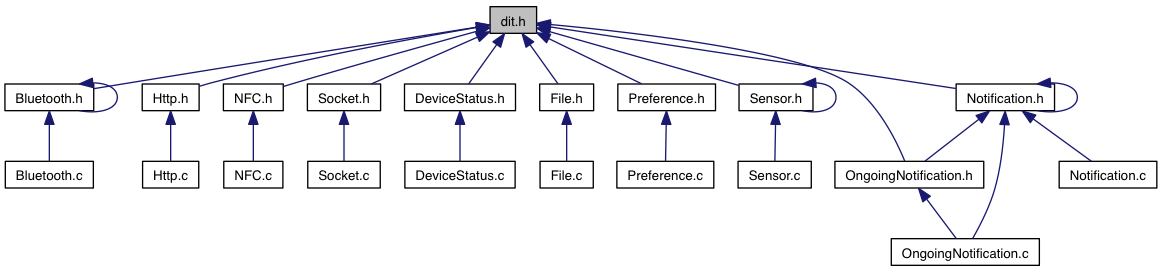 dit.h
Bluetooth.h
Http.h
NFC.h
Socket.h
DeviceStatus.h
File.h
Preference.h
Sensor.h
Notification.h
Bluetooth.c
Http.c
NFC.c
Socket.c
DeviceStatus.c
File.c
Preference.c
Sensor.c
OngoingNotification.h
Notification.c
OngoingNotification.c